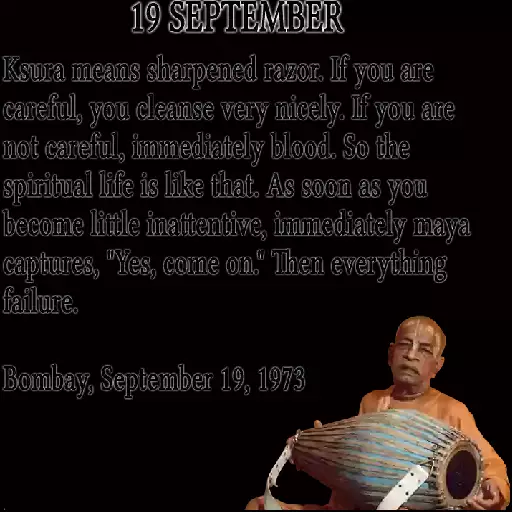 19 SEPTEMBER
Ksura means sharpened razor. If you are
careful, you cleanse very nicely. If you are
not careful, immediately blood. So the
spiritual life is like that. As soon as you
become little inattentive, immediately maya
captures, "Yes, come on." Then everything
failure.
Bombay, September 19, 1973